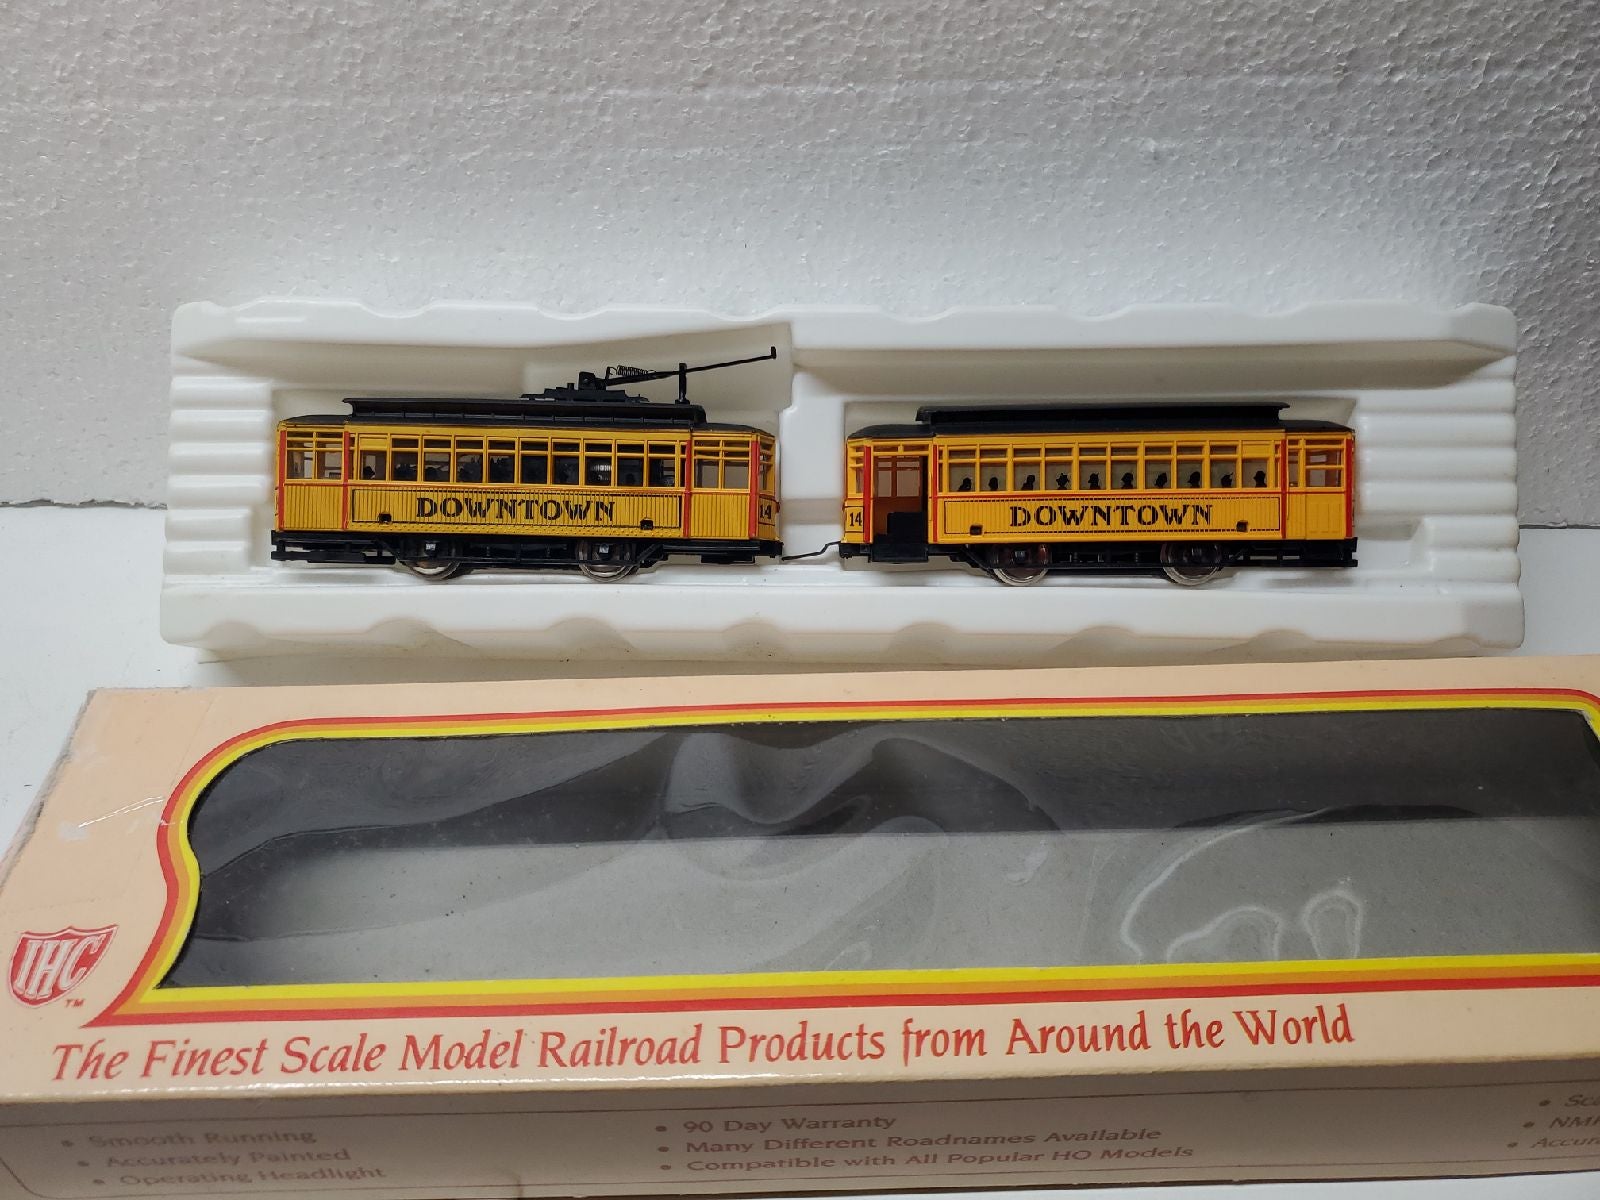 DOWNTOWN
14
14
DOWNTOWN
IHC
TM
The Finest Scale Model Railroad Products from Around the World
• Smooth Running
• Accurately Painted
• Operating Headlight
• 90 Day Warranty
• Many Different Roadnames Available
• Compatible with All Popular HO Models